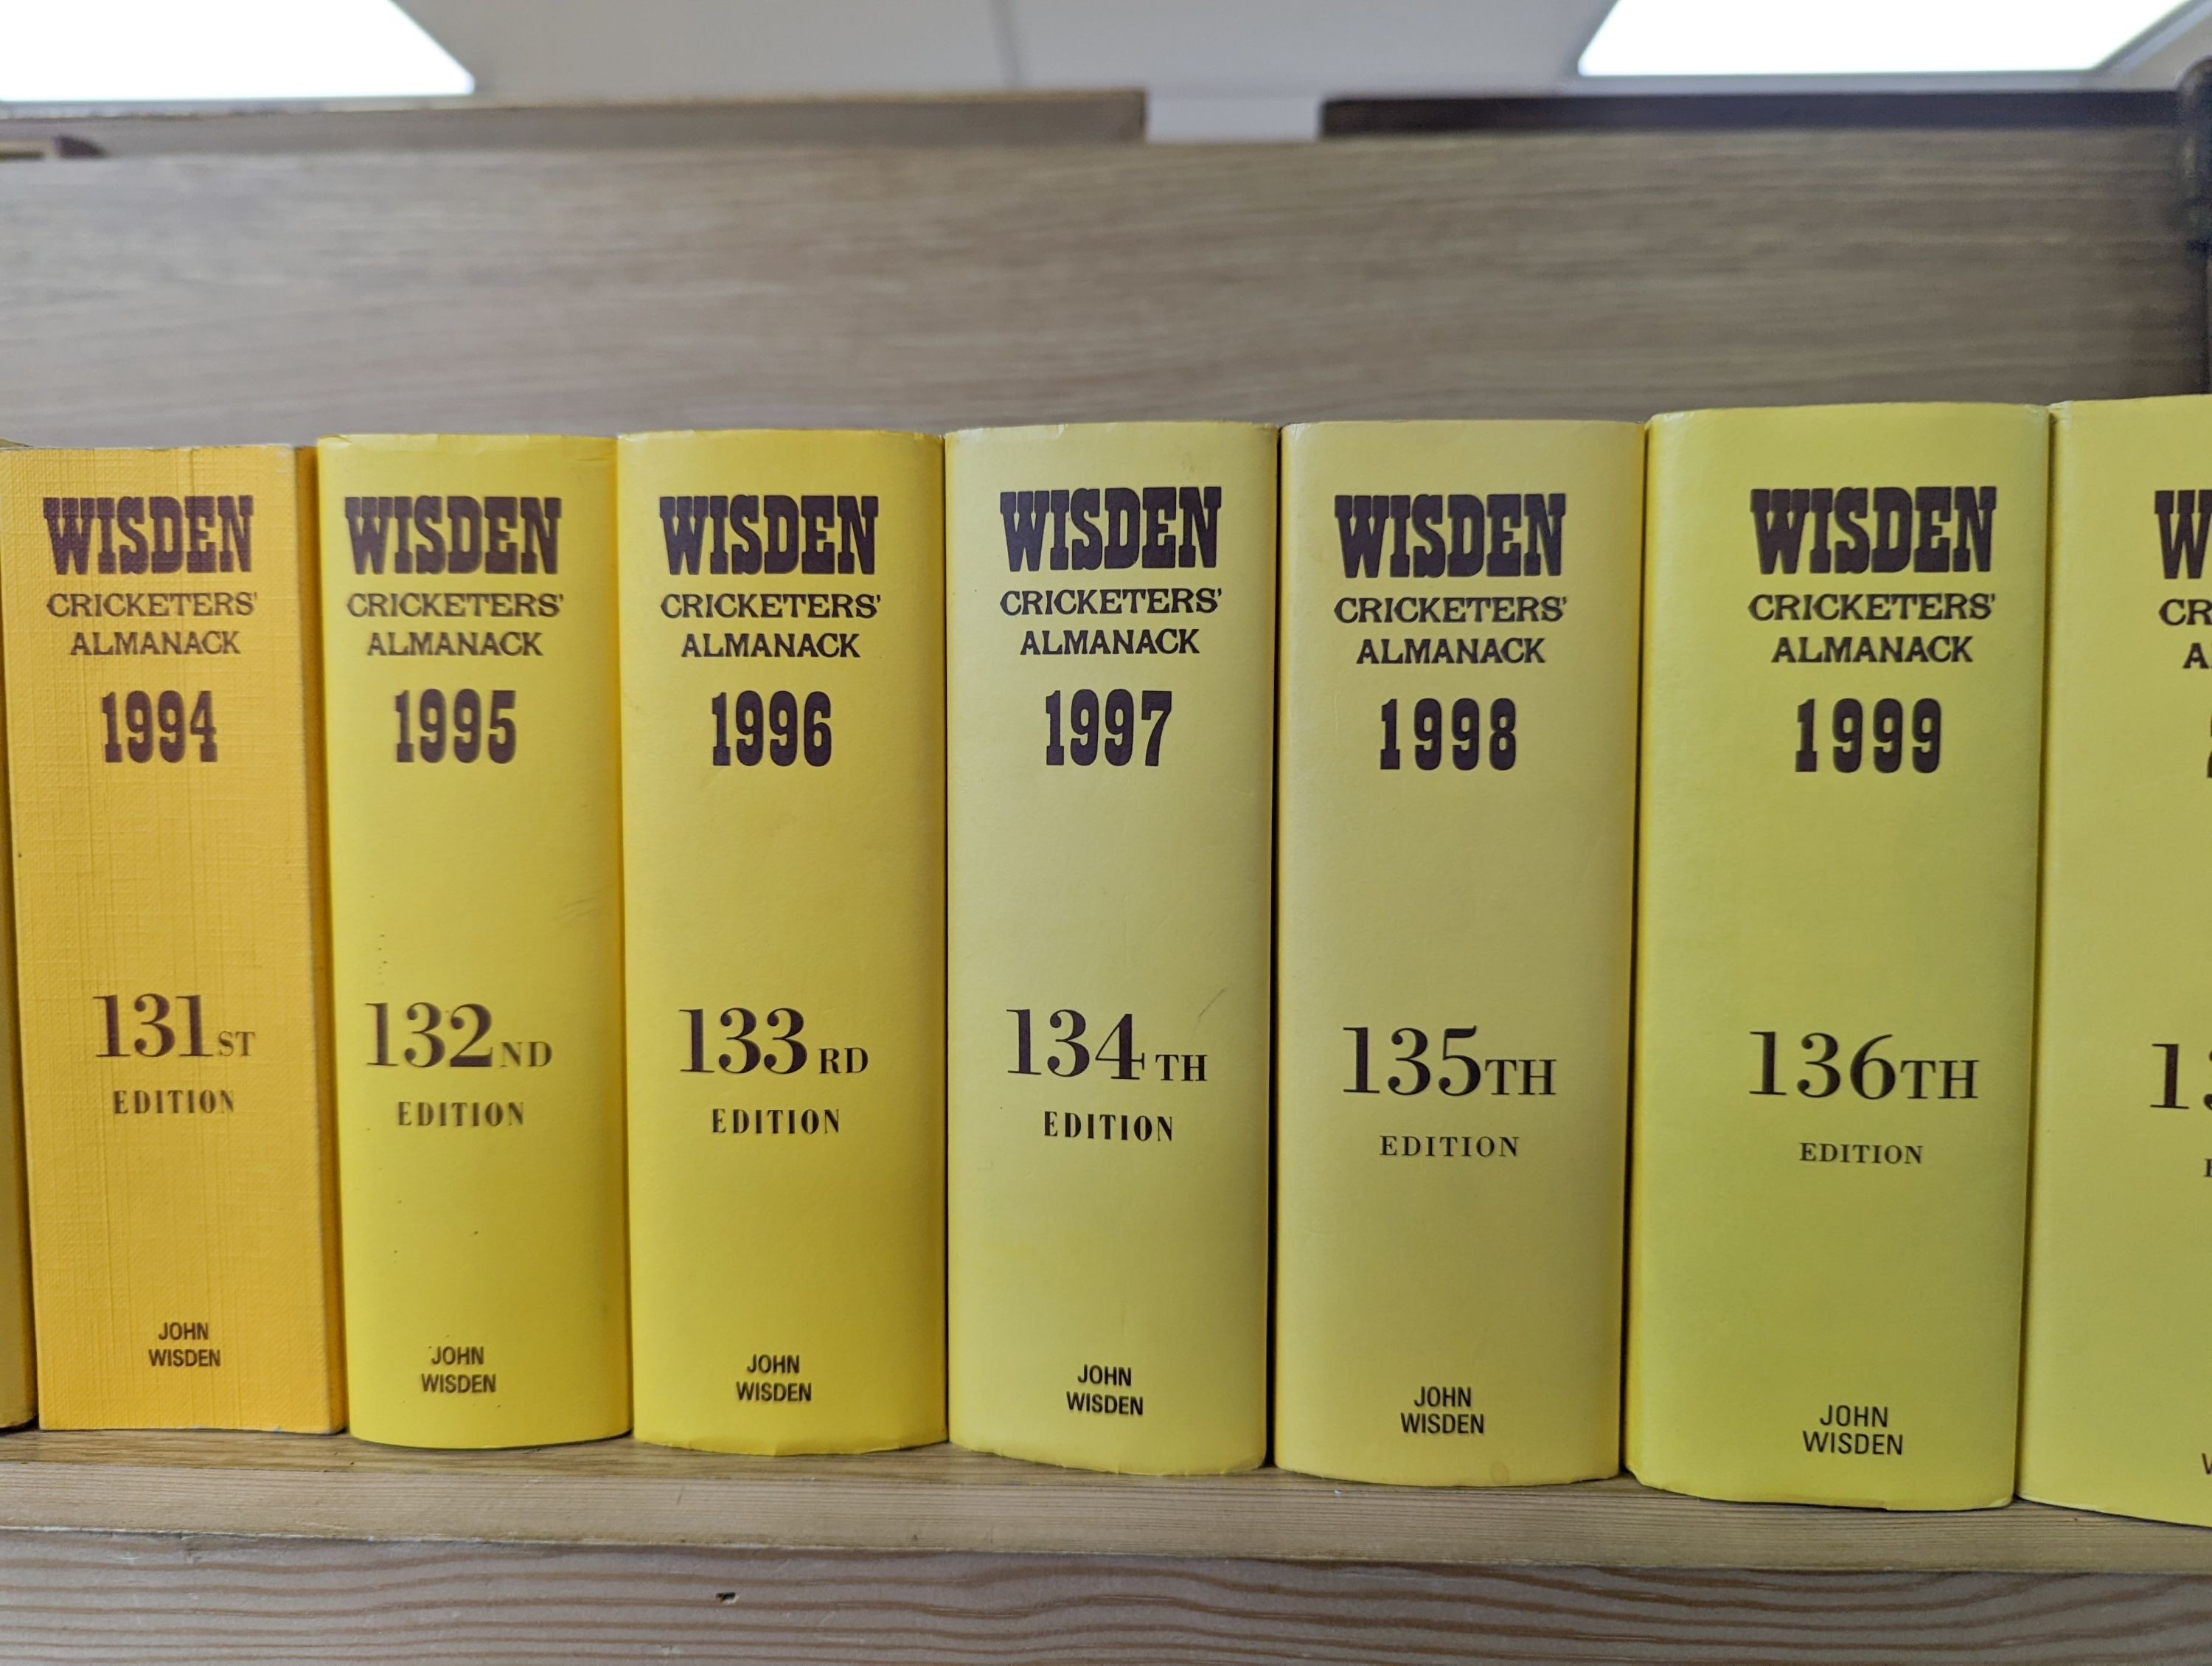 WISDEN
CRICKETERS'
ALMANACK
1994
131ST
EDITION
JOHN
WISDEN
WISDEN
CRICKETERS'
ALMANACK
1995
132ND
EDITION
JOHN
WISDEN
WISDEN
CRICKETERS'
ALMANACK
1996
133RD
EDITION
JOHN
WISDEN
WISDEN
CRICKETERS'
ALMANACK
1997
134TH
EDITION
JOHN
WISDEN
WISDEN
CRICKETERS'
ALMANACK
1998
135TH
EDITION
JOHN
WISDEN
WISDEN
CRICKETERS'
ALMANACK
1999
136TH
EDITION
JOHN
WISDEN